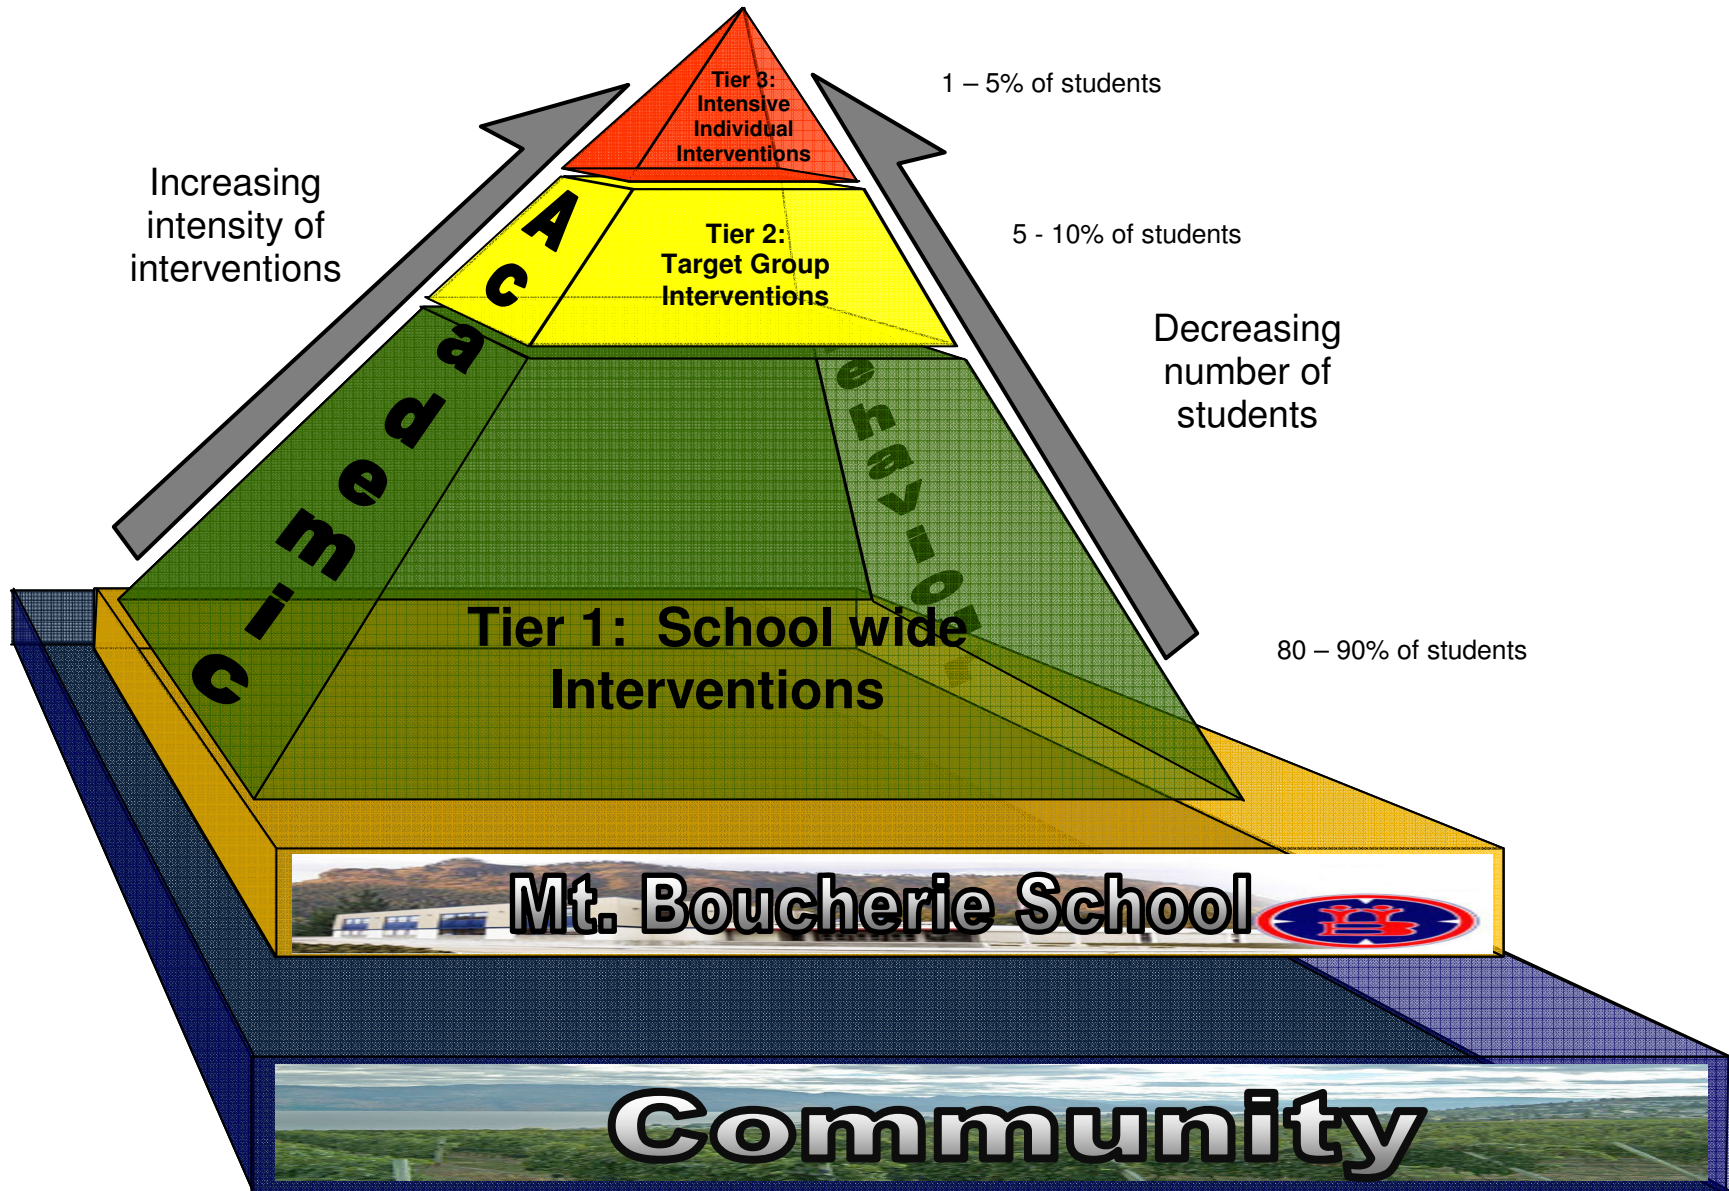 Tier 3:
Intensive
Individual
Interventions
1 – 5% of students
Increasing
intensity of
interventions
Tier 2:
Target Group
Interventions
5 - 10% of students
Decreasing
number of
students
Academic
ehavior
Tier 1:  School wide
Interventions
80 – 90% of students
Mt. Boucherie School
Community